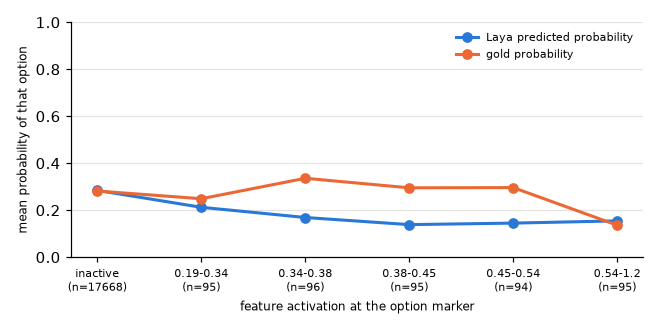 1.0
0.8
0.6
0.4
0.2
0.0
mean probability of that option
Laya predicted probability
gold probability
inactive
(n=17668)
0.19-0.34
(n=95)
0.34-0.38
(n=96)
0.38-0.45
(n=95)
0.45-0.54
(n=94)
0.54-1.2
(n=95)
feature activation at the option marker